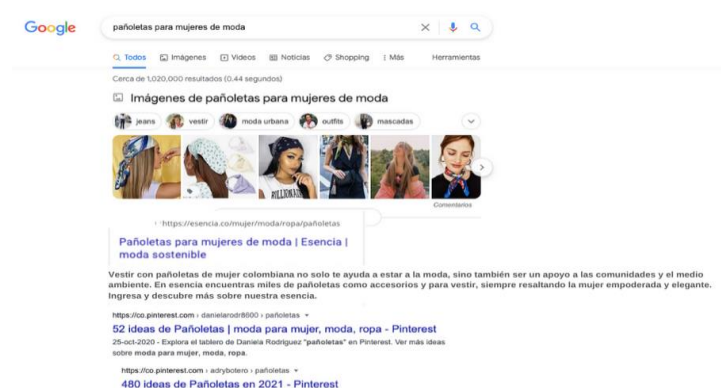 Google
pañoletas para mujeres de moda
Todos Imágenes Videos Noticias Shopping Más Herramientas
Cerca de 1,020,000 resultados (0.44 segundos)
Imágenes de pañoletas para mujeres de moda
jeans vestir moda urbana outfits mascadas
Comentarios
https://esencia.co/mujer/moda/ropa/pañoletas
Pañoletas para mujeres de moda | Esencia |
moda sostenible
Vestir con pañoletas de mujer colombiana no solo te ayuda a estar a la moda, sino también ser un apoyo a las comunidades y el medio
ambiente. En esencia encuentras miles de pañoletas como accesorios y para vestir, siempre resaltando la mujer empoderada y elegante.
Ingresa y descubre más sobre nuestra esencia.
https://co.pinterest.com › danielarodr8600 › pañoletas
52 ideas de Pañoletas | moda para mujer, moda, ropa - Pinterest
25-oct-2020 - Explora el tablero de Daniela Rodriguez "pañoletas" en Pinterest. Ver más ideas
sobre moda para mujer, moda, ropa.
https://co.pinterest.com › adrybotero › pañoletas
480 ideas de Pañoletas en 2021 - Pinterest